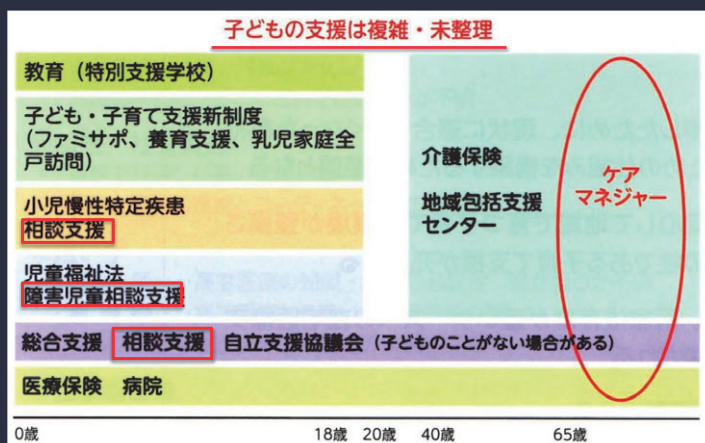 子どもの支援は複雑・未整理
教育（特別支援学校）
子ども・子育て支援新制度
（ファミサポ、養育支援、乳児家庭全
戸訪問）
小児慢性特定疾患
相談支援
児童福祉法
障害児童相談支援
介護保険
地域包括支援
センター
ケア
マネジャー
総合支援 相談支援 自立支援協議会（子どものことがない場合がある）
医療保険 病院
0歳 18歳 20歳 40歳 65歳